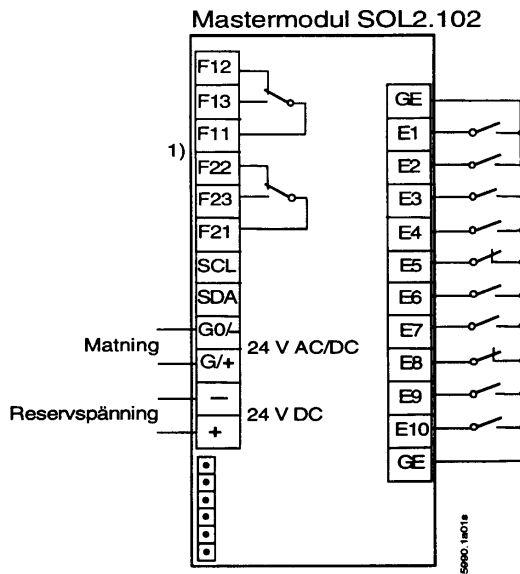 Mastermodul SOL2.102
F12
F13
F11
1)
F22
F23
F21
SCL
SDA
Matning
G0/–
G/+
24 V AC/DC
Reservspänning
–
+
24 V DC
GE
E1
E2
E3
E4
E5
E6
E7
E8
E9
E10
GE
5990.1a01s